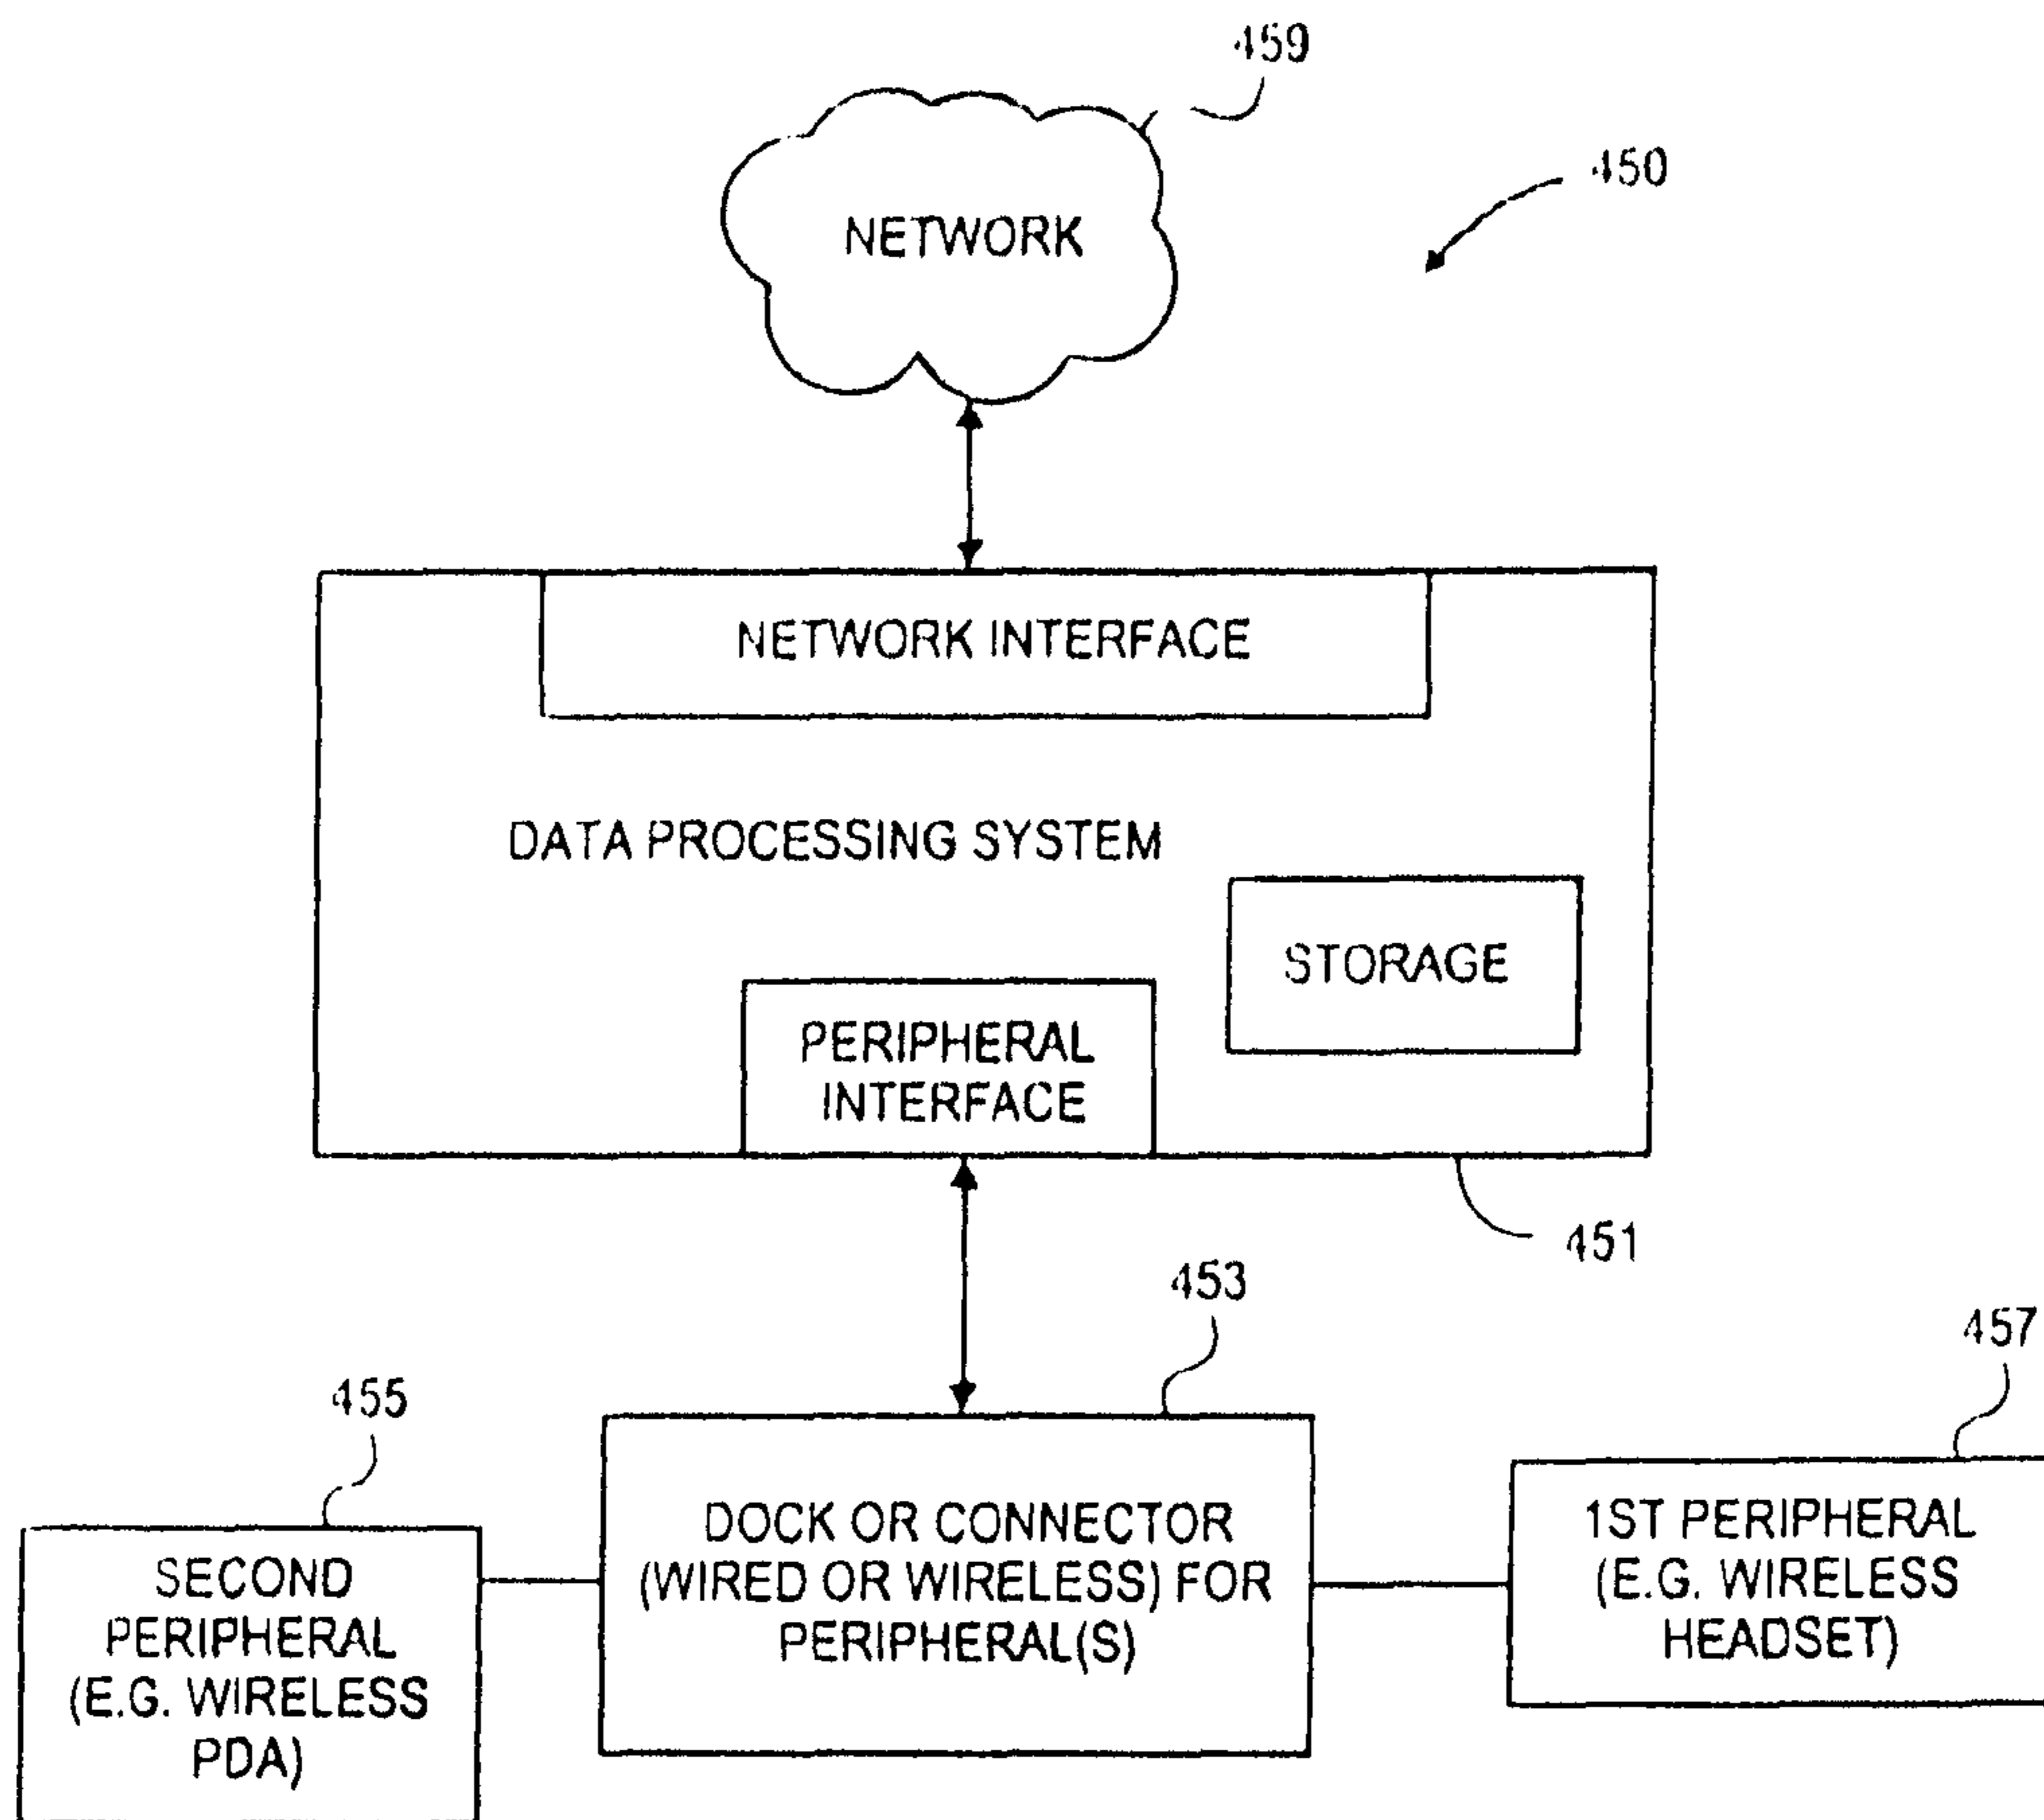 459
450
NETWORK
NETWORK INTERFACE
DATA PROCESSING SYSTEM
STORAGE
PERIPHERAL
INTERFACE
451
453
457
455
DOCK OR CONNECTOR
(WIRED OR WIRELESS) FOR
PERIPHERAL(S)
1ST PERIPHERAL
(E.G. WIRELESS
HEADSET)
SECOND
PERIPHERAL
(E.G. WIRELESS
PDA)